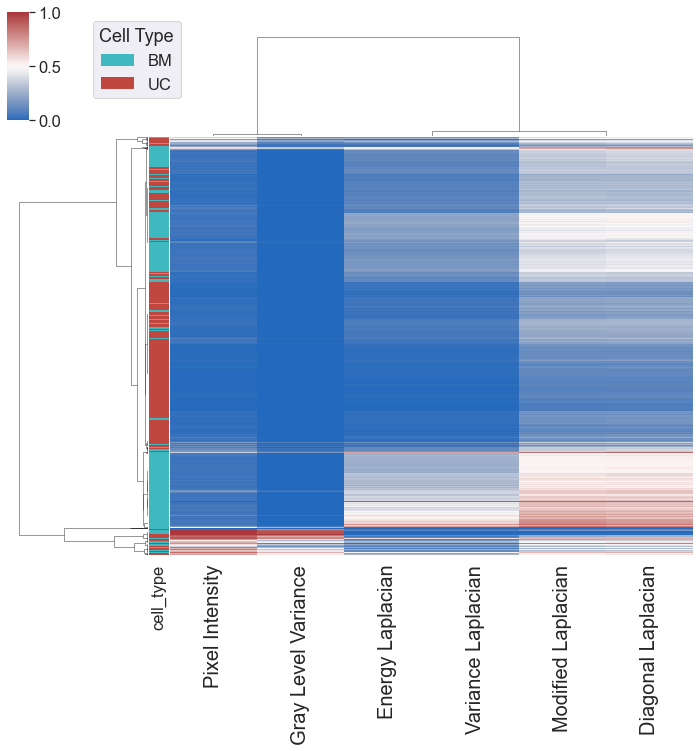 1.0
0.5
0.0
Cell Type
BM
UC
cell_type
Pixel Intensity
Gray Level Variance
Energy Laplacian
Variance Laplacian
Modified Laplacian
Diagonal Laplacian